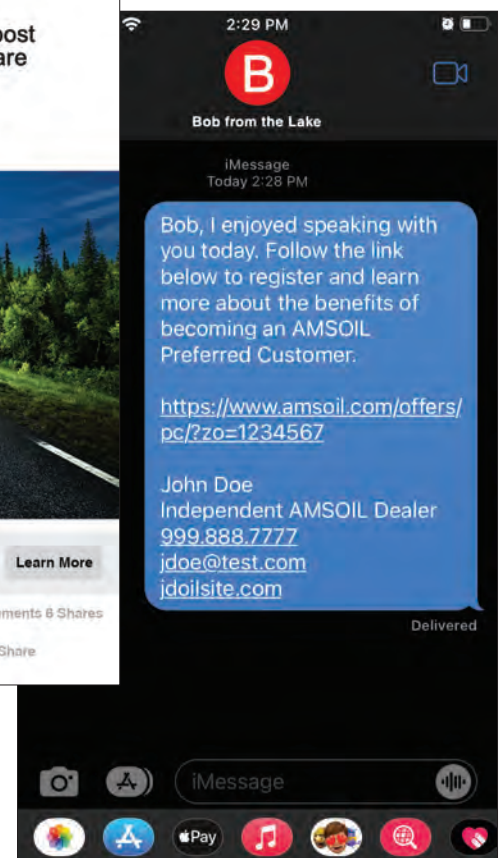 post
are
Learn More
ments 8 Shares
Share
2:29 PM
B
Bob from the Lake
iMessage
Today 2:28 PM
Bob, I enjoyed speaking with
you today. Follow the link
below to register and learn
more about the benefits of
becoming an AMSOIL
Preferred Customer.
https://www.amsoil.com/offers/
pc/?zo=1234567
John Doe
Independent AMSOIL Dealer
999.888.7777
jdoe@test.com
jdoilsite.com
Delivered
iMessage
Pay